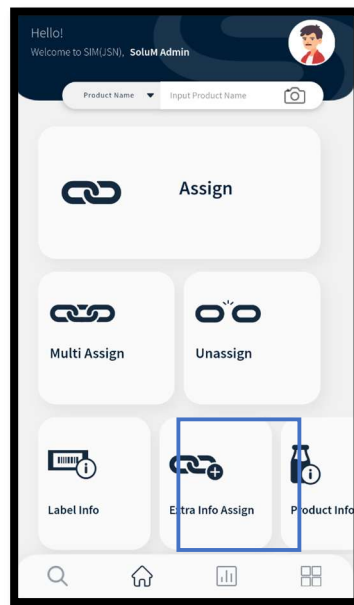 Hello!
Welcome to SIM(JSN), SoluM Admin
Product Name
Input Product Name
Assign
Multi Assign
Unassign
Label Info
Extra Info Assign
Product Info